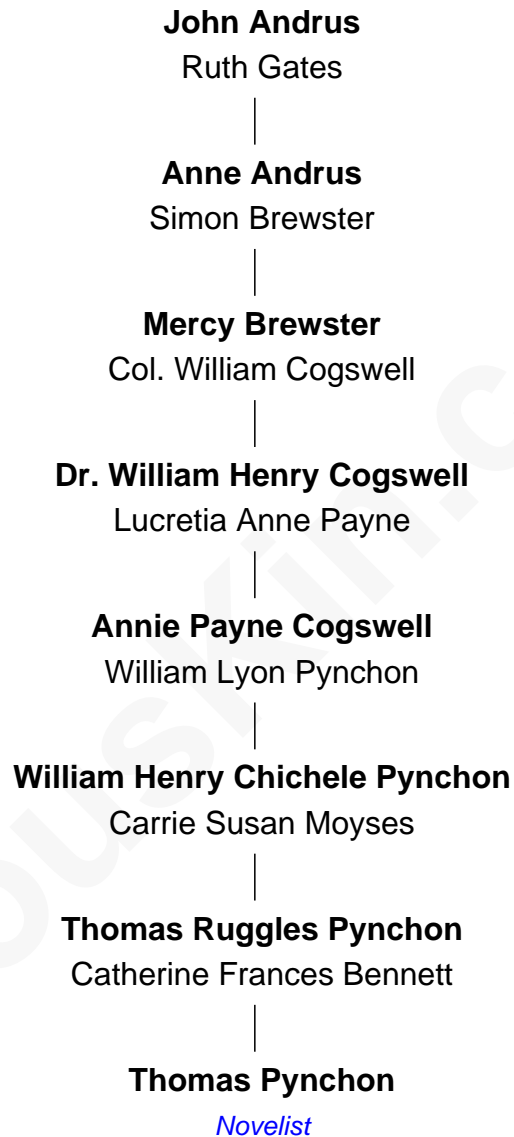 John Andrus
Ruth Gates
Anne Andrus
Simon Brewster
Mercy Brewster
Col. William Cogswell
Dr. William Henry Cogswell
Lucretia Anne Payne
Annie Payne Cogswell
William Lyon Pynchon
William Henry Chichele Pynchon
Carrie Susan Moyses
Thomas Ruggles Pynchon
Catherine Frances Bennett
Thomas Pynchon
Novelist